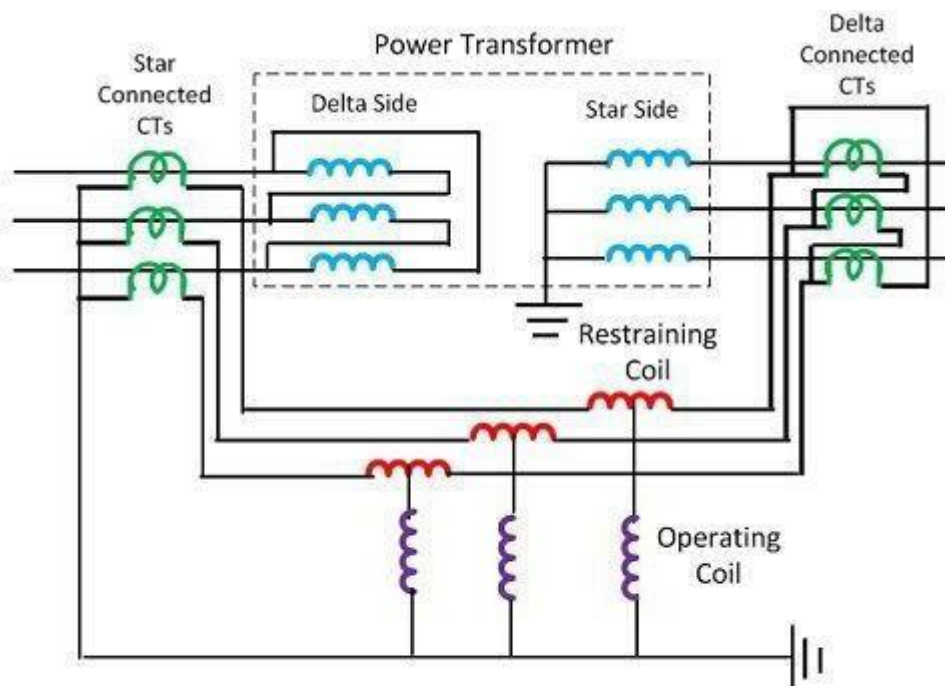 Power Transformer
Star
Connected
CTs
Delta Side
Star Side
Delta
Connected
CTs
Restraining
Coil
Operating
Coil